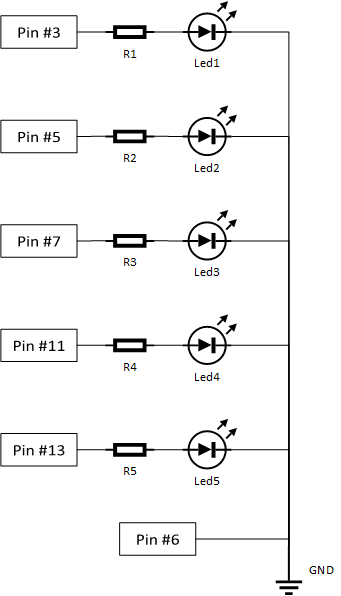 Pin #3
R1
Led1
Pin #5
R2
Led2
Pin #7
R3
Led3
Pin #11
R4
Led4
Pin #13
R5
Led5
Pin #6
GND